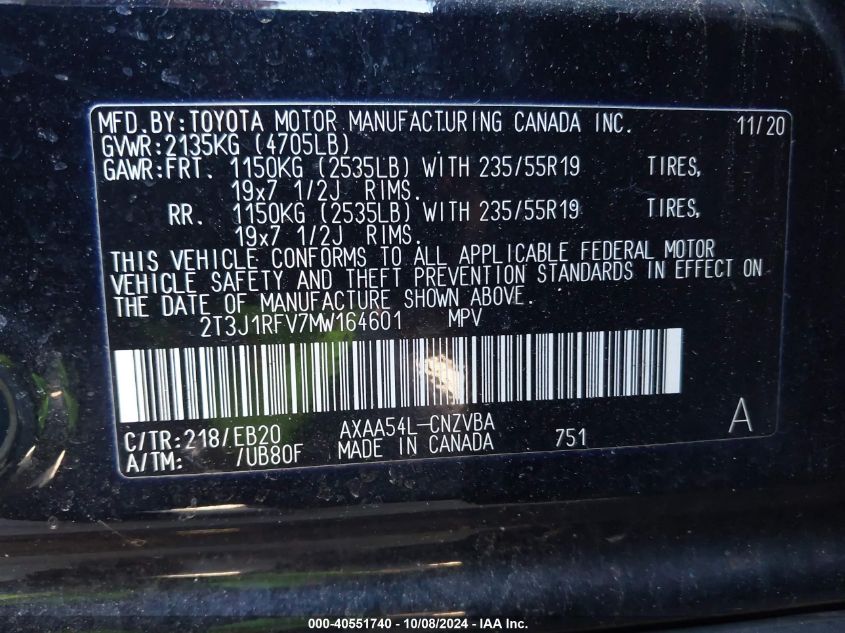 MFD.BY:TOYOTA MOTOR MANUFACTURING CANADA INC. 11/20
GVWR:2135KG (4705LB)
GAWR:FRT. 1150KG (2535LB) WITH 235/55R19 TIRES,
19x7 1/2J RIMS.
RR. 1150KG (2535LB) WITH 235/55R19 TIRES,
19x7 1/2J RIMS.
THIS VEHICLE CONFORMS TO ALL APPLICABLE FEDERAL MOTOR
VEHICLE SAFETY AND THEFT PREVENTION STANDARDS IN EFFECT ON
THE DATE OF MANUFACTURE SHOWN ABOVE.
2T3J1RFV7MW164601 MPV
C/TR:218/EB20 AXAA54L-CNZVBA A
A/TM: /UB80F MADE IN CANADA 751
000-40551740 - 10/08/2024 - IAA Inc.